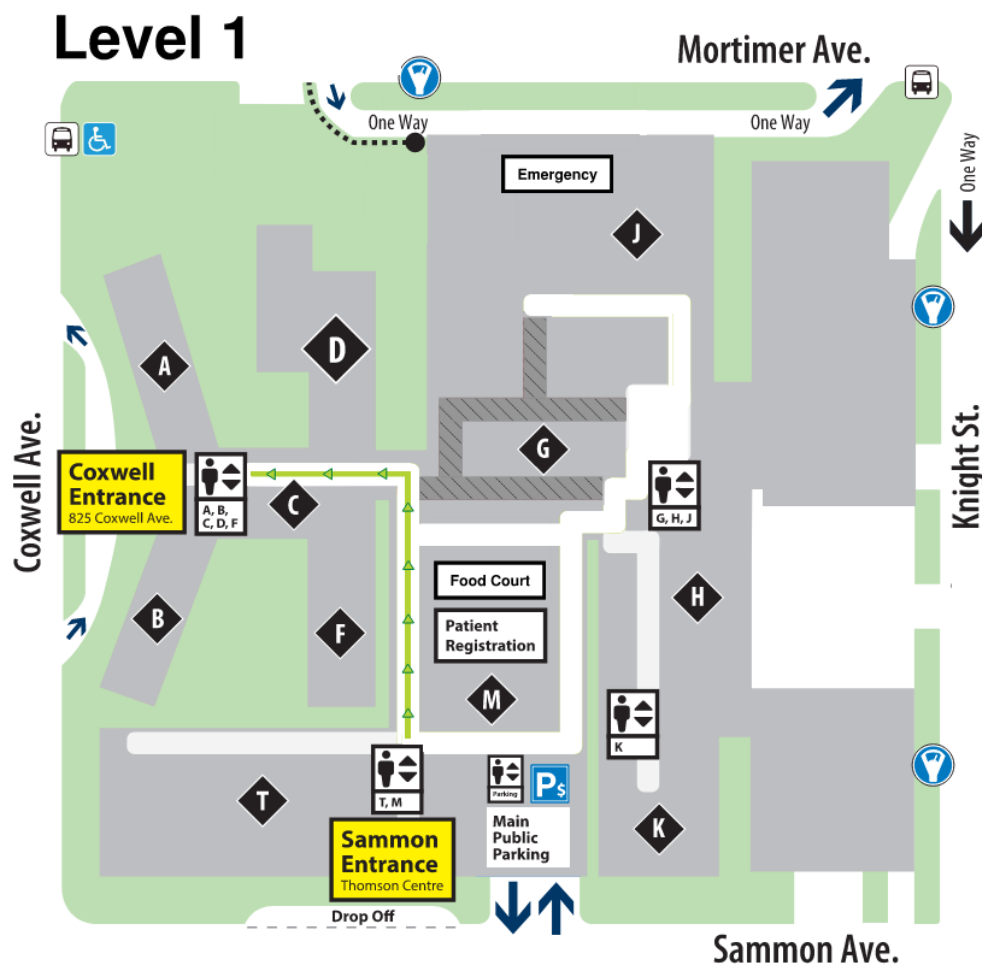 Level 1
Mortimer Ave.
One Way
One Way
One Way
Emergency
J
D
A
G
Coxwell Ave.
Knight St.
Coxwell
Entrance
825 Coxwell Ave.
A, B,
C, D, F
C
G, H, J
Food Court
Patient
Registration
H
B
F
M
K
T
T, M
Parking
P$
Main
Public
Parking
K
Sammon
Entrance
Thomson Centre
Drop Off
Sammon Ave.